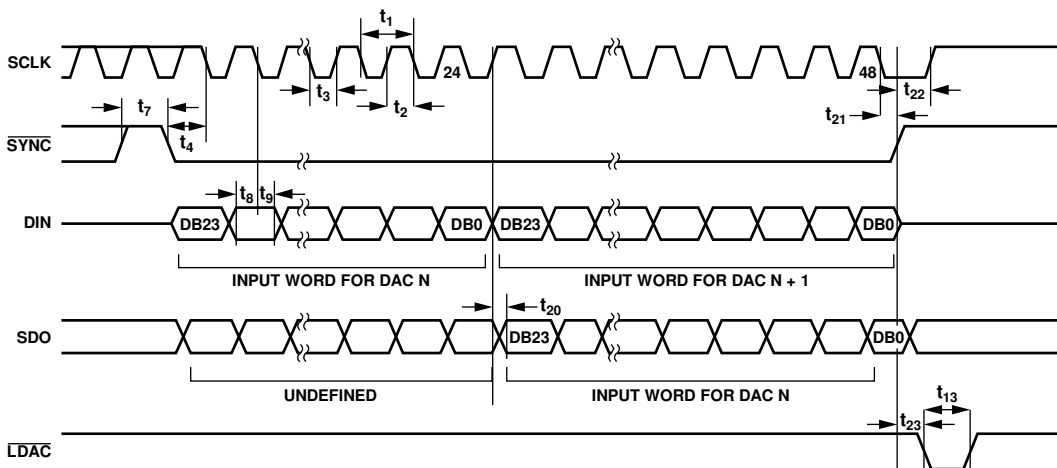 t1
SCLK
24
48
t3
t2
t22
t7
t21
t4
SYNC
t8 t9
DIN
DB23
DB0
DB23
DB0
INPUT WORD FOR DAC N
INPUT WORD FOR DAC N + 1
t20
SDO
DB23
DB0
UNDEFINED
INPUT WORD FOR DAC N
t13
t23
LDAC